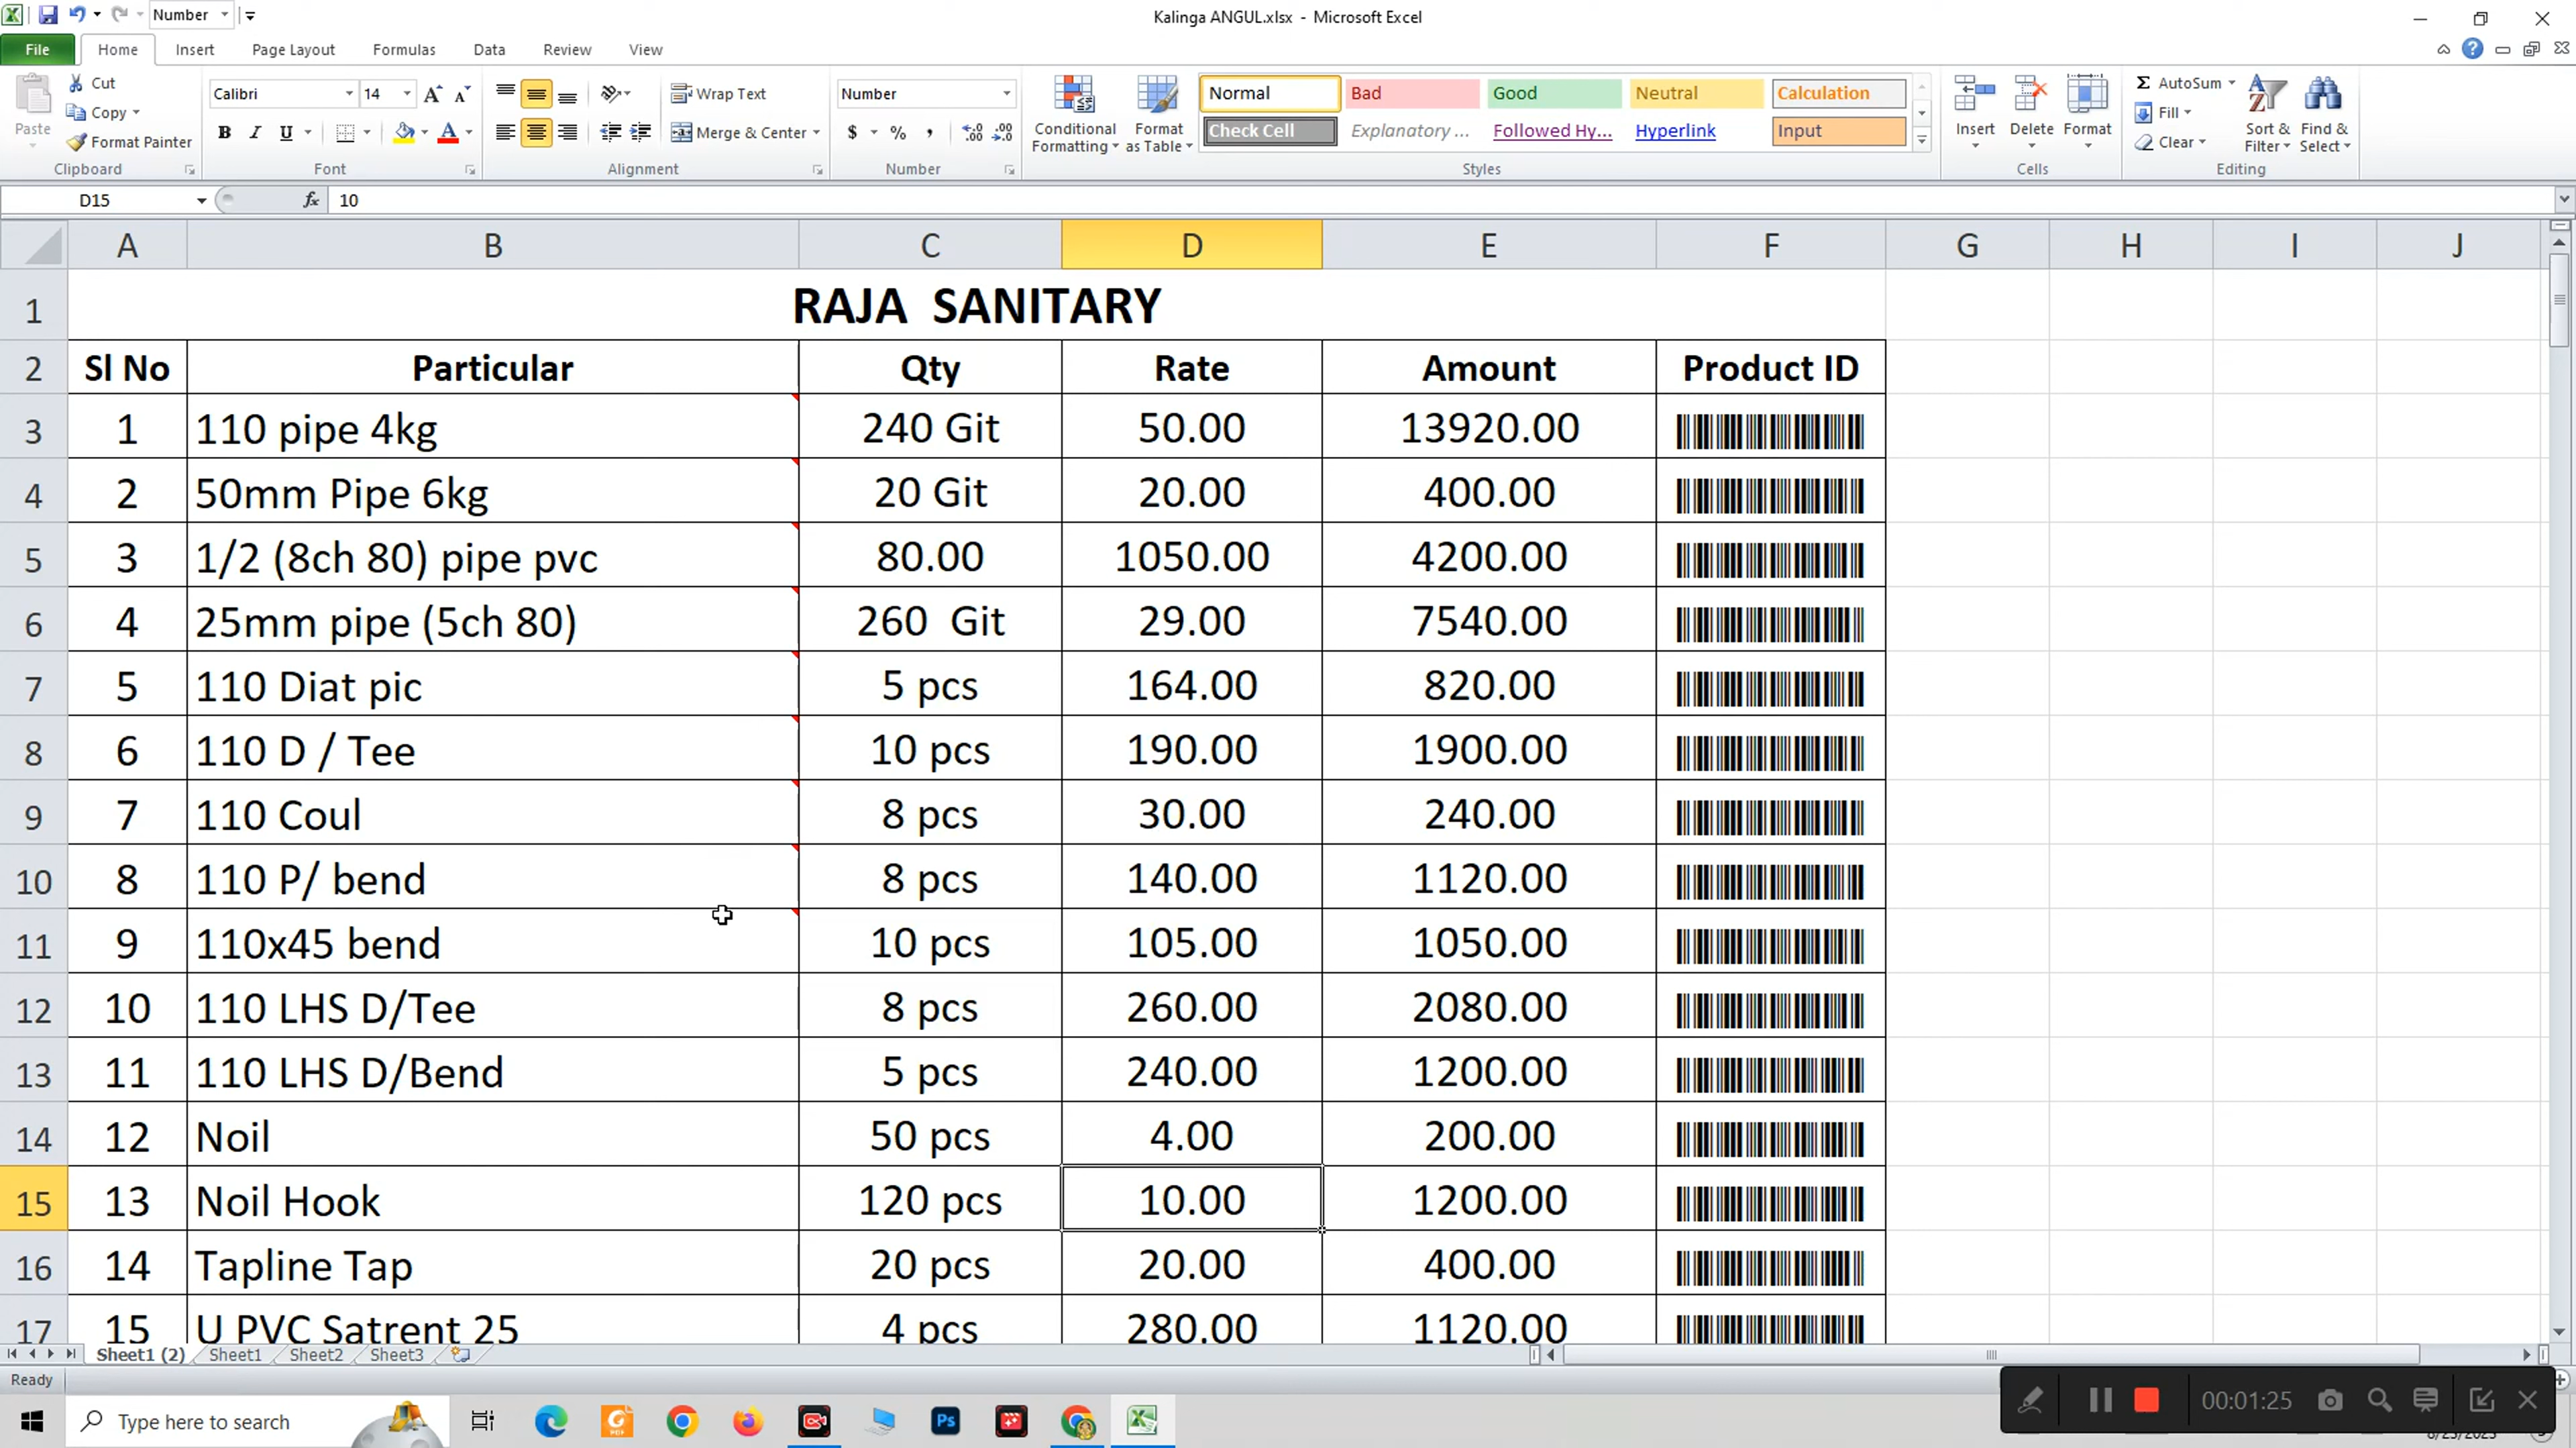 Number
Kalinga ANGUL.xlsx - Microsoft Excel
File Home Insert Page Layout Formulas Data Review View
Paste
Cut
Copy
Format Painter
Clipboard
Calibri 14
B I U A
Font
Wrap Text
Merge & Center
Alignment
Number
$ % ,
Number
Conditional Formatting
Format as Table
Normal Bad Good Neutral Calculation
Check Cell Explanatory ... Followed Hy... Hyperlink Input
Styles
Insert Delete Format
Cells
Σ AutoSum
Fill
Clear
Sort & Filter
Find & Select
Editing
D15 fx 10
A B C D E F G H I J
1 RAJA SANITARY
2 Sl No Particular Qty Rate Amount Product ID
3 1 110 pipe 4kg 240 Git 50.00 13920.00
4 2 50mm Pipe 6kg 20 Git 20.00 400.00
5 3 1/2 (8ch 80) pipe pvc 80.00 1050.00 4200.00
6 4 25mm pipe (5ch 80) 260 Git 29.00 7540.00
7 5 110 Diat pic 5 pcs 164.00 820.00
8 6 110 D / Tee 10 pcs 190.00 1900.00
9 7 110 Coul 8 pcs 30.00 240.00
10 8 110 P/ bend 8 pcs 140.00 1120.00
11 9 110x45 bend 10 pcs 105.00 1050.00
12 10 110 LHS D/Tee 8 pcs 260.00 2080.00
13 11 110 LHS D/Bend 5 pcs 240.00 1200.00
14 12 Noil 50 pcs 4.00 200.00
15 13 Noil Hook 120 pcs 10.00 1200.00
16 14 Tapline Tap 20 pcs 20.00 400.00
17 15 U PVC Satrent 25 4 pcs 280.00 1120.00
Sheet1 (2) Sheet1 Sheet2 Sheet3
Ready
Type here to search
Ps
00:01:25